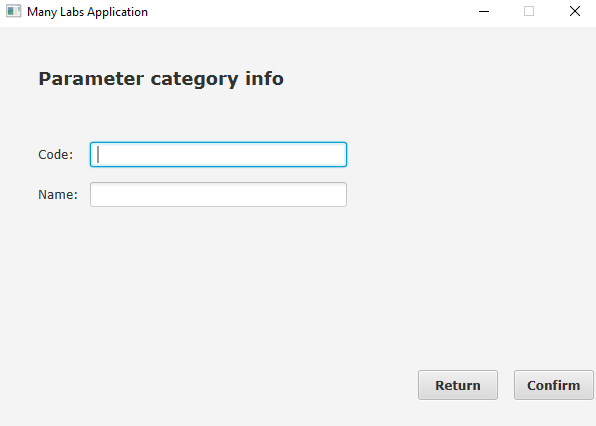 Many Labs Application
Parameter category info
Code:
Name:
Return Confirm